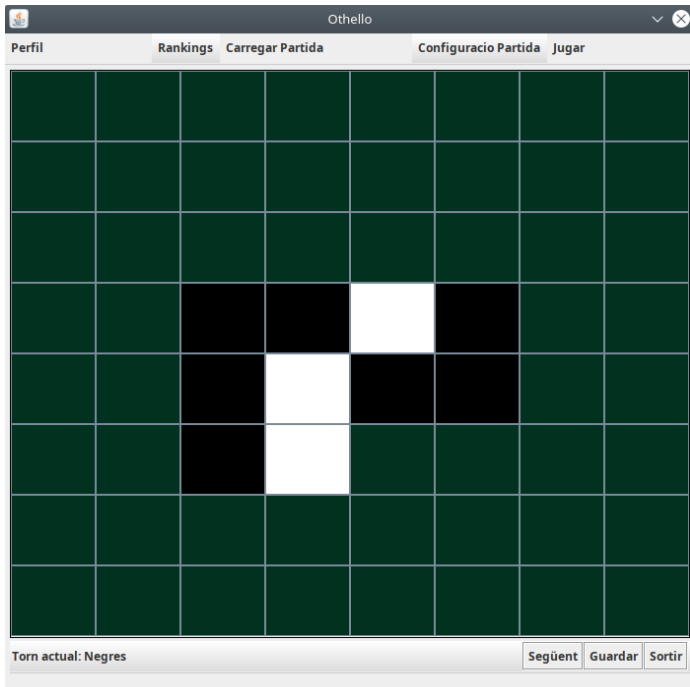 Othello
Perfil Rankings Carregar Partida Configuracio Partida Jugar
Torn actual: Negres Següent Guardar Sortir